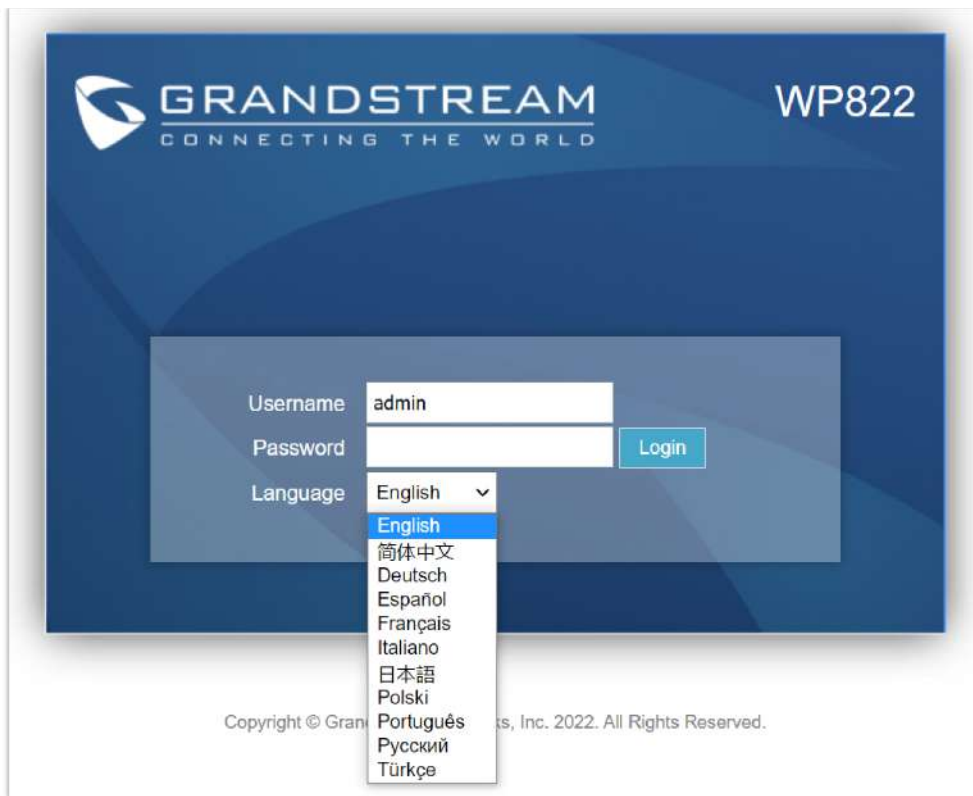 GRANDSTREAM
CONNECTING THE WORLD
WP822
Username admin
Password Login
Language English
English
简体中文
Deutsch
Español
Français
Italiano
日本語
Polski
Português
Русский
Türkçe
Copyright © Gran ks, Inc. 2022. All Rights Reserved.